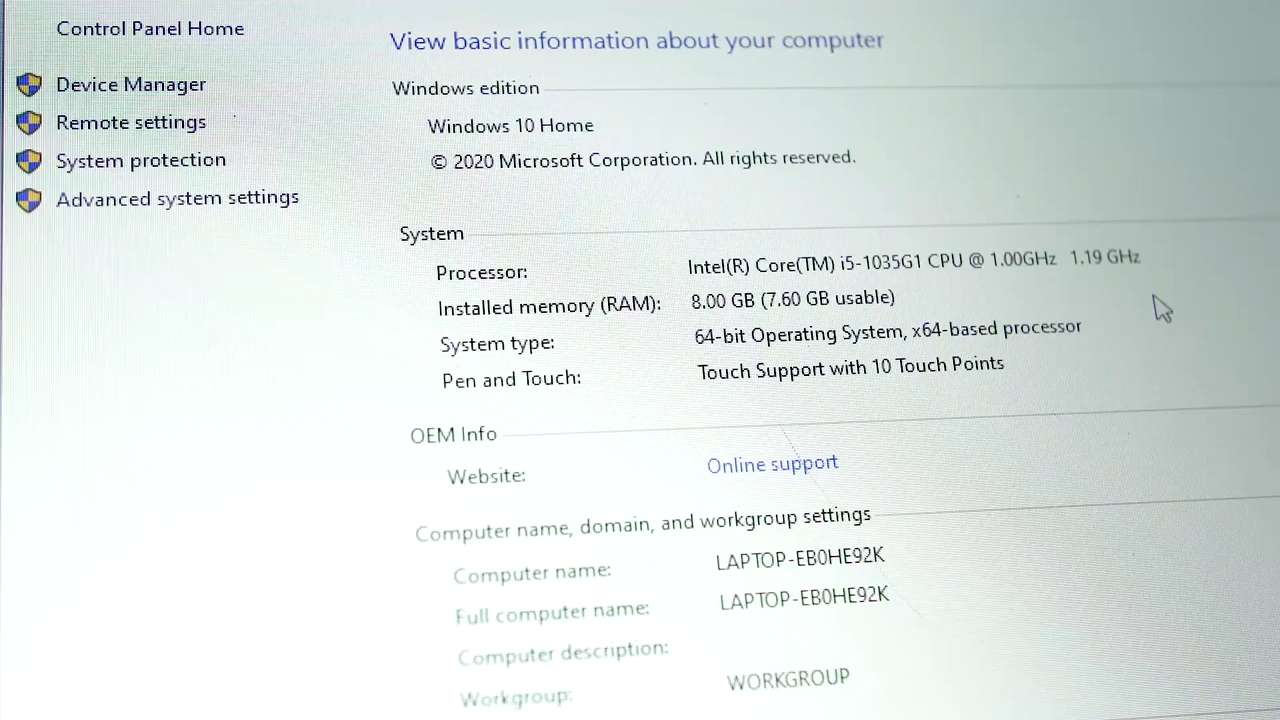 Control Panel Home
Device Manager
Remote settings
System protection
Advanced system settings
View basic information about your computer
Windows edition
Windows 10 Home
© 2020 Microsoft Corporation. All rights reserved.
System
Processor: Intel(R) Core(TM) i5-1035G1 CPU @ 1.00GHz 1.19 GHz
Installed memory (RAM): 8.00 GB (7.60 GB usable)
System type: 64-bit Operating System, x64-based processor
Pen and Touch: Touch Support with 10 Touch Points
OEM Info
Website: Online support
Computer name, domain, and workgroup settings
Computer name: LAPTOP-EB0HE92K
Full computer name: LAPTOP-EB0HE92K
Computer description:
Workgroup: WORKGROUP